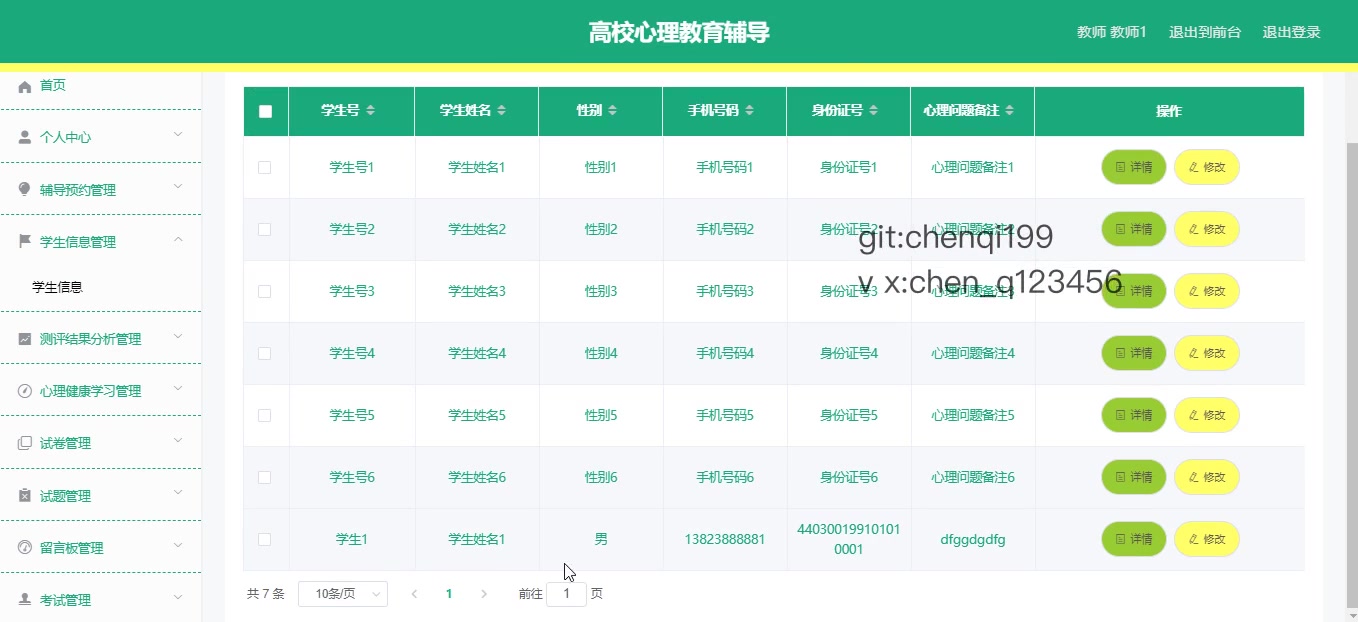 高校心理教育辅导
教师 教师1 退出到前台 退出登录
首页
个人中心
辅导预约管理
学生信息管理
学生信息
测评结果分析管理
心理健康学习管理
试卷管理
试题管理
留言板管理
考试管理
学生号 学生姓名 性别 手机号码 身份证号 心理问题备注 操作
学生号1 学生姓名1 性别1 手机号码1 身份证号1 心理问题备注1 详情 修改
学生号2 学生姓名2 性别2 手机号码2 身份证号2 心理问题备注2 详情 修改
git:chenqi199
学生号3 学生姓名3 性别3 手机号码3 身份证号3 心理问题备注3 详情 修改
v x:chen_q123456
学生号4 学生姓名4 性别4 手机号码4 身份证号4 心理问题备注4 详情 修改
学生号5 学生姓名5 性别5 手机号码5 身份证号5 心理问题备注5 详情 修改
学生号6 学生姓名6 性别6 手机号码6 身份证号6 心理问题备注6 详情 修改
学生1 学生姓名1 男 13823888881 44030019910101
0001 dfggdgdfg 详情 修改
共 7 条 10条/页 1 前往 1 页